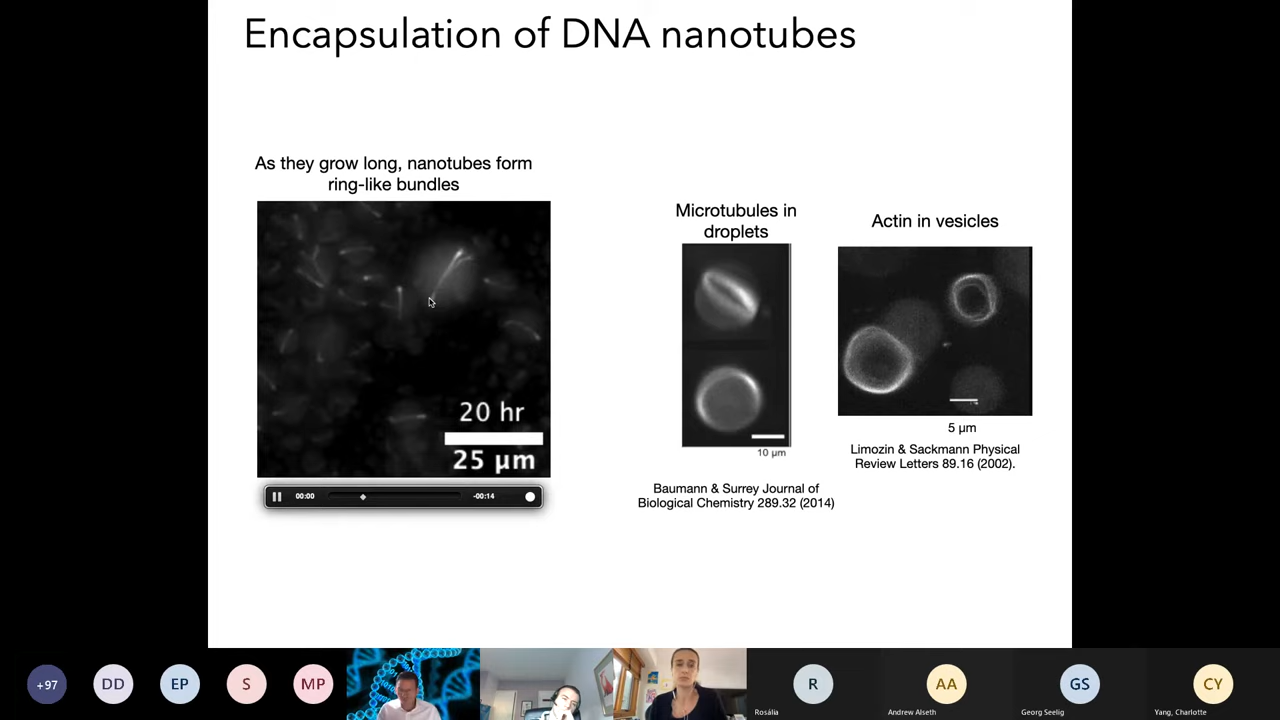 Encapsulation of DNA nanotubes
As they grow long, nanotubes form
ring-like bundles
20 hr
25 µm
00:00
-00:14
Microtubules in
droplets
10 µm
Baumann & Surrey Journal of
Biological Chemistry 289.32 (2014)
Actin in vesicles
5 µm
Limozin & Sackmann Physical
Review Letters 89.16 (2002).
+97
DD
EP
S
MP
R
Rosália
AA
Andrew Alseth
GS
Georg Seelig
CY
Yang, Charlotte